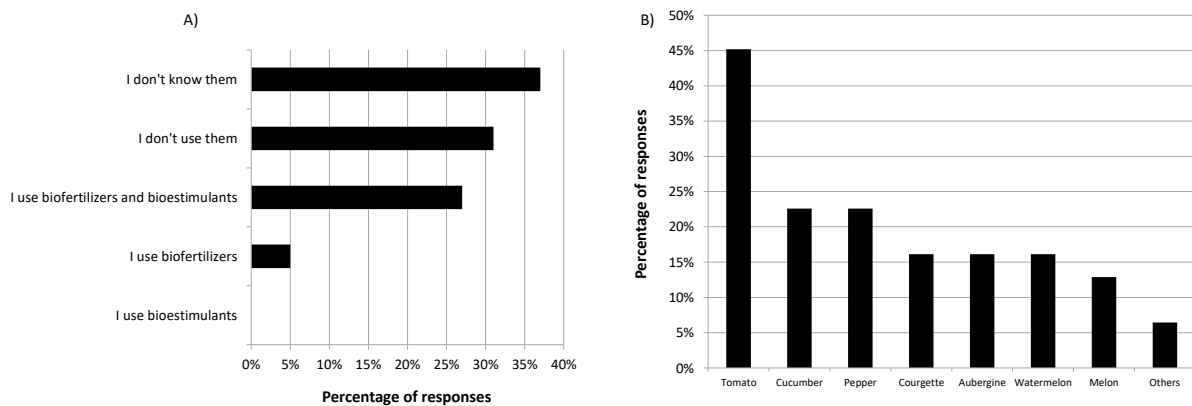 A)
I don't know them
I don't use them
I use biofertilizers and bioestimulants
I use biofertilizers
I use bioestimulants
0% 5% 10% 15% 20% 25% 30% 35% 40%
Percentage of responses
B)
Percentage of responses
50%
45%
40%
35%
30%
25%
20%
15%
10%
5%
0%
Tomato Cucumber Pepper Courgette Aubergine Watermelon Melon Others